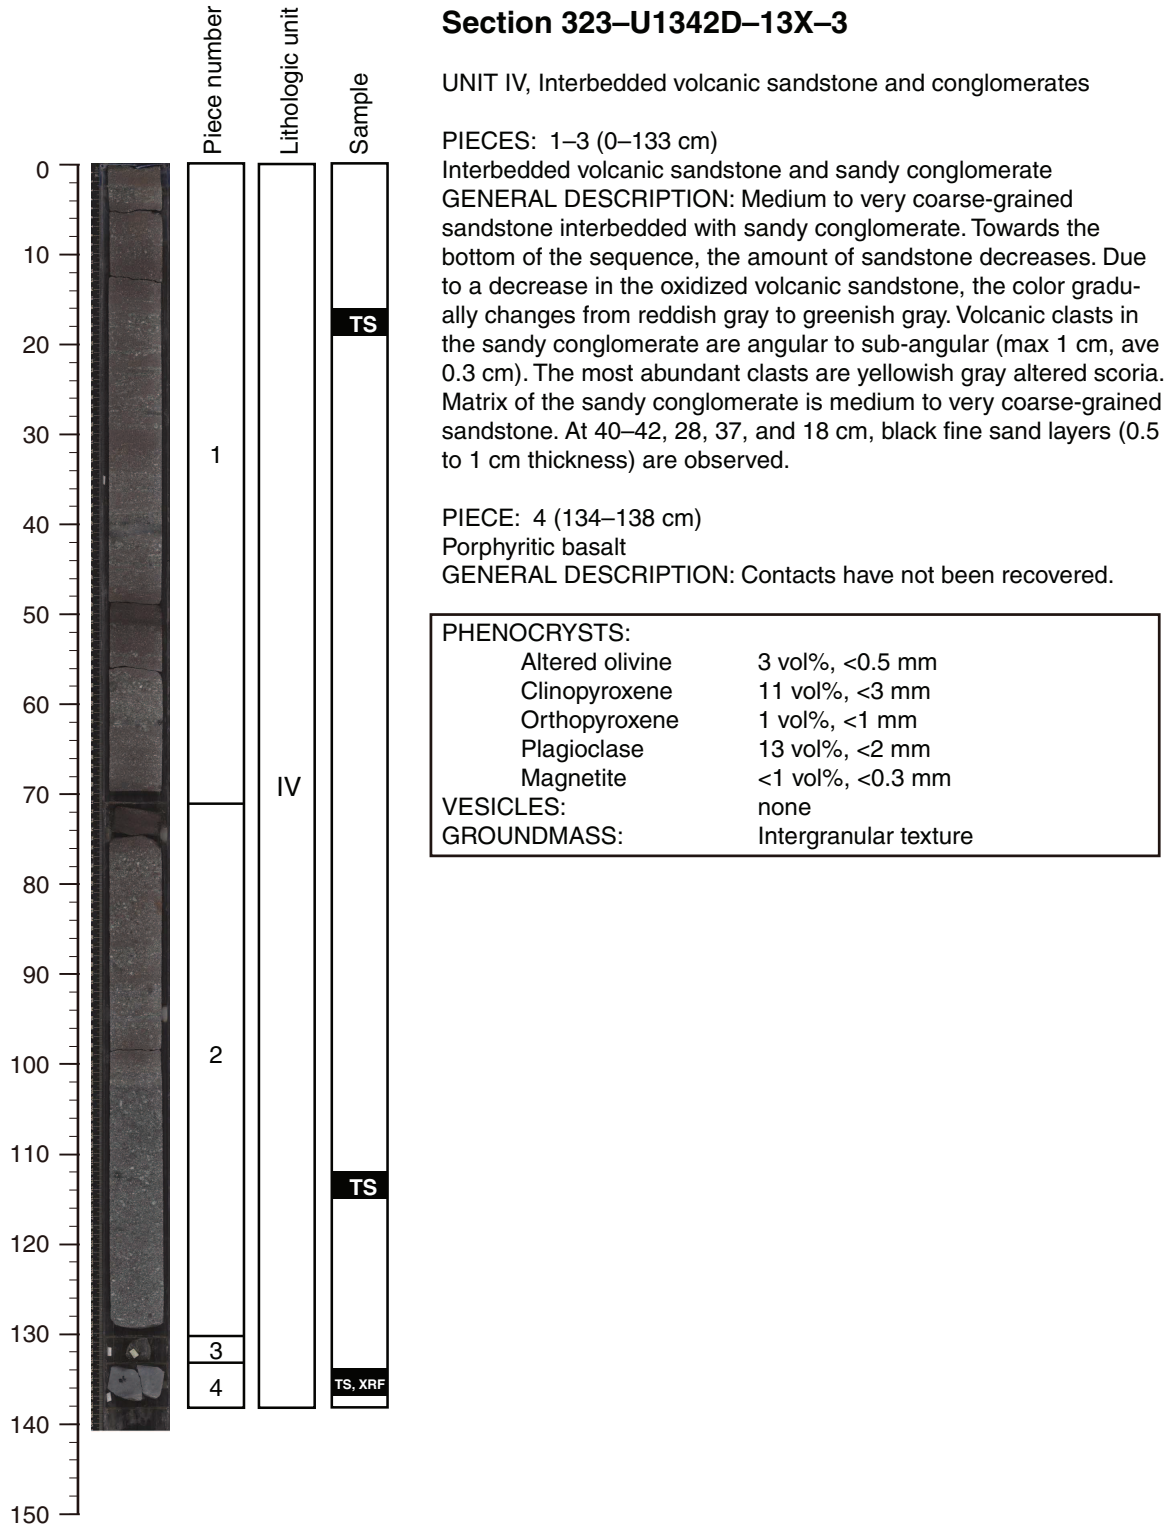 Piece number
Lithologic unit
Sample
0
10
20
30
40
50
60
70
80
90
100
110
120
130
140
150
1
2
3
4
IV
TS
TS
TS, XRF
Section 323–U1342D–13X–3
UNIT IV, Interbedded volcanic sandstone and conglomerates
PIECES: 1–3 (0–133 cm)
Interbedded volcanic sandstone and sandy conglomerate
GENERAL DESCRIPTION: Medium to very coarse-grained
sandstone interbedded with sandy conglomerate. Towards the
bottom of the sequence, the amount of sandstone decreases. Due
to a decrease in the oxidized volcanic sandstone, the color gradu-
ally changes from reddish gray to greenish gray. Volcanic clasts in
the sandy conglomerate are angular to sub-angular (max 1 cm, ave
0.3 cm). The most abundant clasts are yellowish gray altered scoria.
Matrix of the sandy conglomerate is medium to very coarse-grained
sandstone. At 40–42, 28, 37, and 18 cm, black fine sand layers (0.5
to 1 cm thickness) are observed.
PIECE: 4 (134–138 cm)
Porphyritic basalt
GENERAL DESCRIPTION: Contacts have not been recovered.
PHENOCRYSTS:
Altered olivine 3 vol%, <0.5 mm
Clinopyroxene 11 vol%, <3 mm
Orthopyroxene 1 vol%, <1 mm
Plagioclase 13 vol%, <2 mm
Magnetite <1 vol%, <0.3 mm
VESICLES: none
GROUNDMASS: Intergranular texture